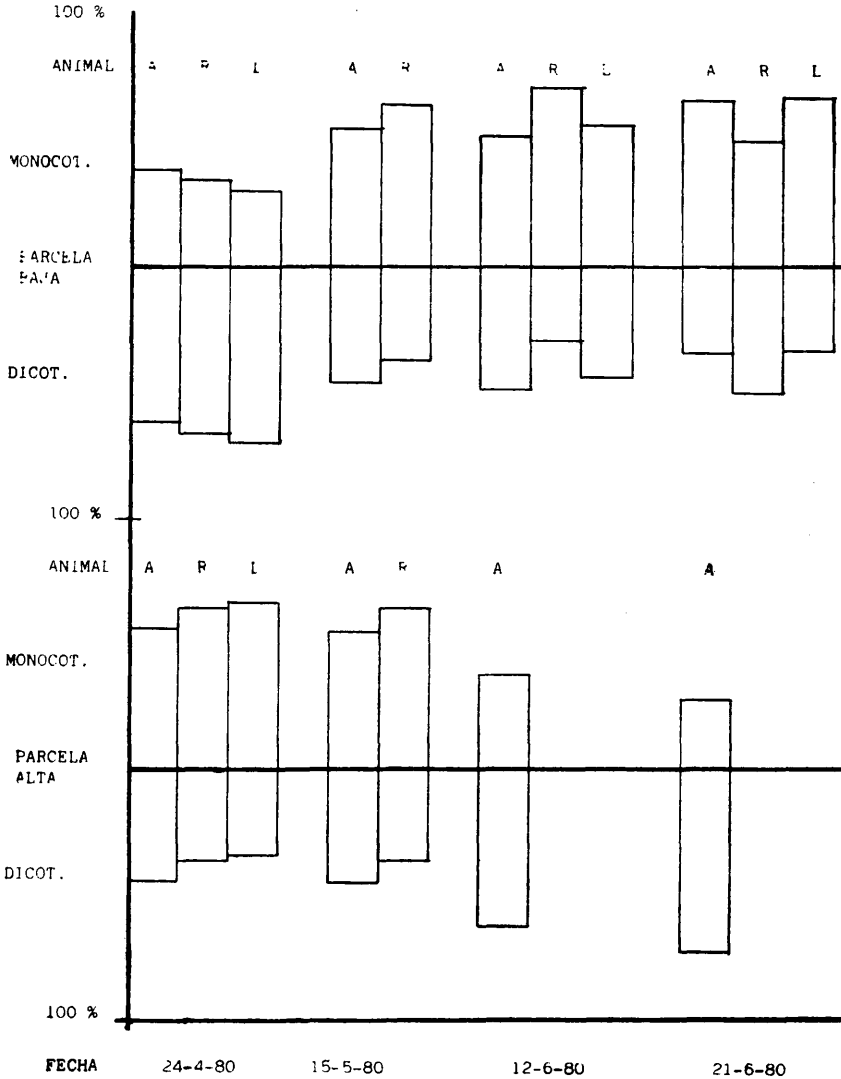 100 %
ANIMAL A R L A R A R L A R L
MONOCOT.
PARCELA
BAJA
DICOT.
100 %
ANIMAL A R L A R A A
MONOCOT.
PARCELA
ALTA
DICOT.
100 %
FECHA 24-4-80 15-5-80 12-6-80 21-6-80